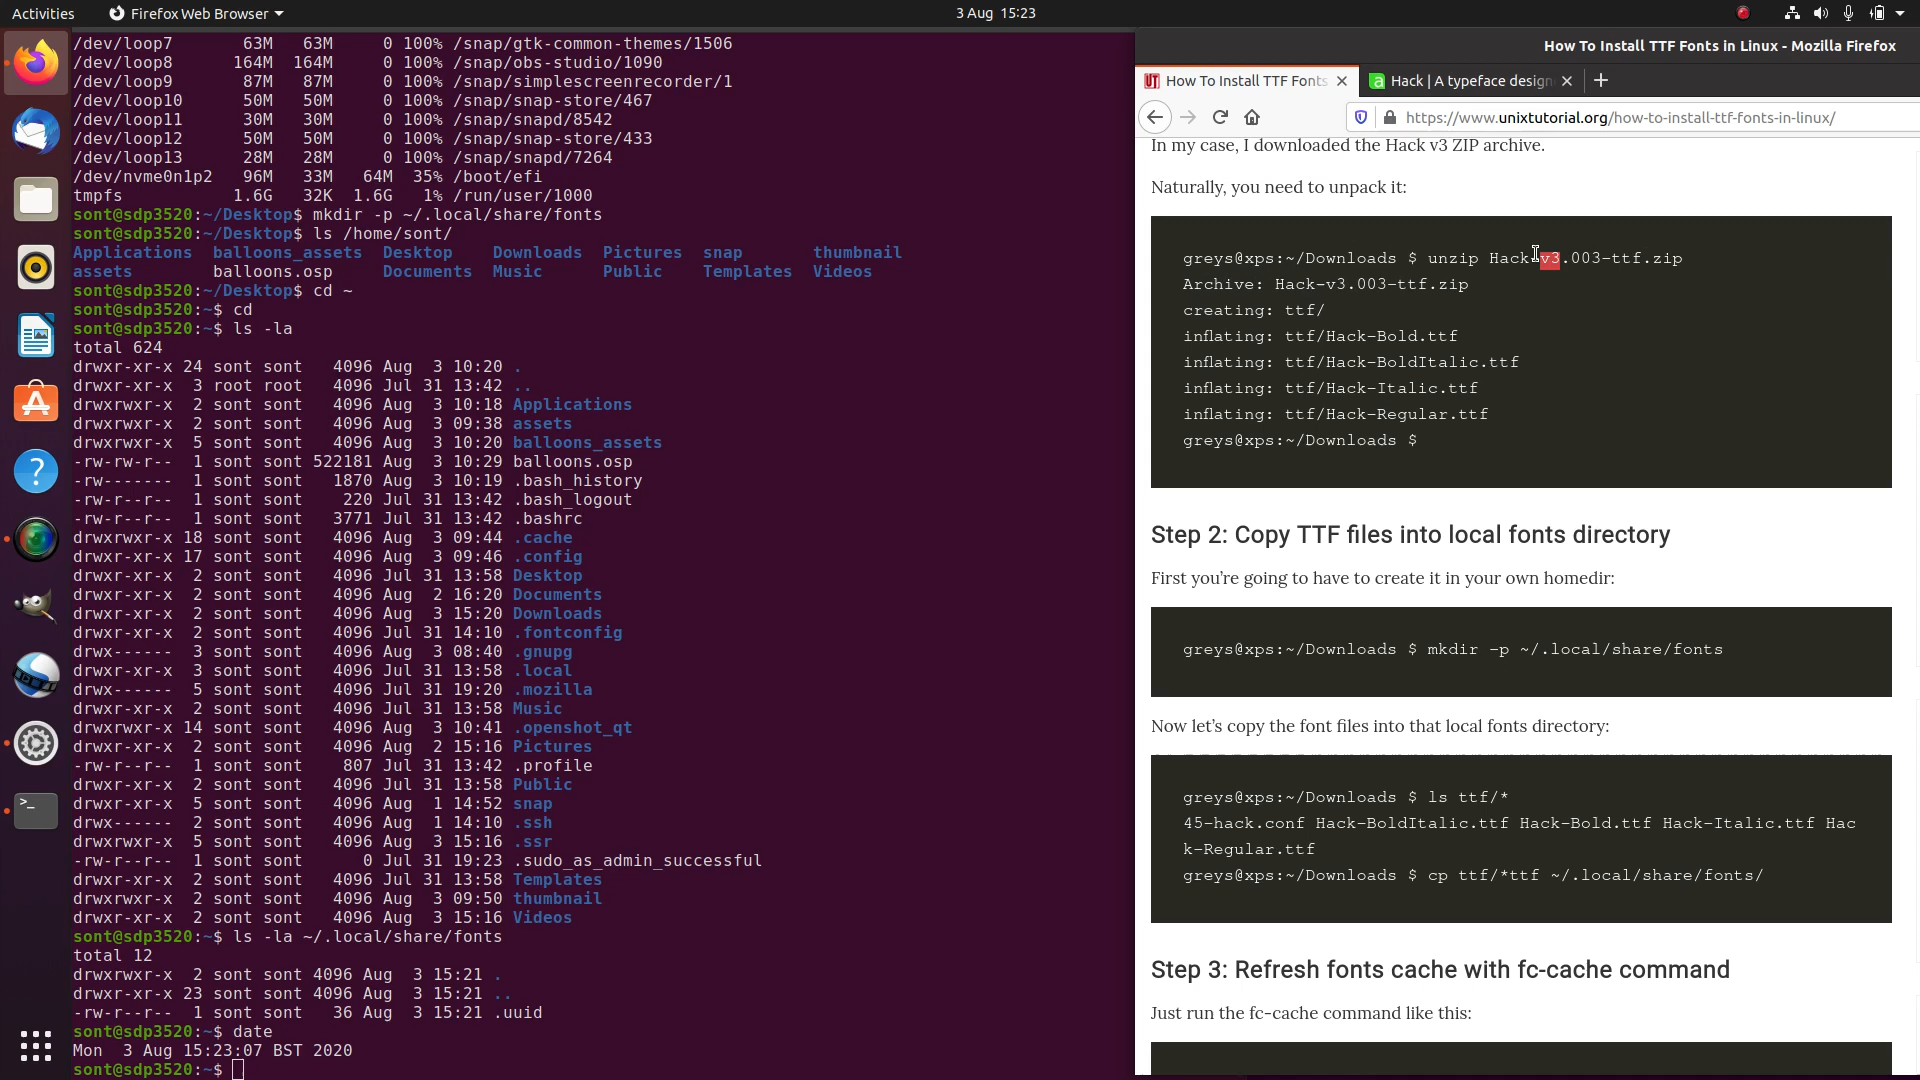 Activities
Firefox Web Browser
3 Aug 15:23
/dev/loop7 63M 63M 0 100% /snap/gtk-common-themes/1506
/dev/loop8 164M 164M 0 100% /snap/obs-studio/1090
/dev/loop9 87M 87M 0 100% /snap/simplescreenrecorder/1
/dev/loop10 50M 50M 0 100% /snap/snap-store/467
/dev/loop11 30M 30M 0 100% /snap/snapd/8542
/dev/loop12 50M 50M 0 100% /snap/snap-store/433
/dev/loop13 28M 28M 0 100% /snap/snapd/7264
/dev/nvme0n1p2 96M 33M 64M 35% /boot/efi
tmpfs 1.6G 32K 1.6G 1% /run/user/1000
sont@sdp3520:~/Desktop$ mkdir -p ~/.local/share/fonts
sont@sdp3520:~/Desktop$ ls /home/sont/
Applications balloons_assets Desktop Downloads Pictures snap thumbnail
assets balloons.osp Documents Music Public Templates Videos
sont@sdp3520:~/Desktop$ cd ~
sont@sdp3520:~$ cd
sont@sdp3520:~$ ls -la
total 624
drwxr-xr-x 24 sont sont 4096 Aug 3 10:20 .
drwxr-xr-x 3 root root 4096 Jul 31 13:42 ..
drwxrwxr-x 2 sont sont 4096 Aug 3 10:18 Applications
drwxrwxr-x 2 sont sont 4096 Aug 3 09:38 assets
drwxrwxr-x 5 sont sont 4096 Aug 3 10:20 balloons_assets
-rw-rw-r-- 1 sont sont 522181 Aug 3 10:29 balloons.osp
-rw------- 1 sont sont 1870 Aug 3 10:19 .bash_history
-rw-r--r-- 1 sont sont 220 Jul 31 13:42 .bash_logout
-rw-r--r-- 1 sont sont 3771 Jul 31 13:42 .bashrc
drwxrwxr-x 18 sont sont 4096 Aug 3 09:44 .cache
drwxrwxr-x 17 sont sont 4096 Aug 3 09:46 .config
drwxr-xr-x 2 sont sont 4096 Jul 31 13:58 Desktop
drwxr-xr-x 2 sont sont 4096 Aug 2 16:20 Documents
drwxr-xr-x 2 sont sont 4096 Aug 3 15:20 Downloads
drwxr-xr-x 2 sont sont 4096 Jul 31 14:10 .fontconfig
drwx------ 3 sont sont 4096 Aug 3 08:40 .gnupg
drwxr-xr-x 3 sont sont 4096 Jul 31 13:58 .local
drwx------ 5 sont sont 4096 Jul 31 19:20 .mozilla
drwxr-xr-x 2 sont sont 4096 Jul 31 13:58 Music
drwxrwxr-x 14 sont sont 4096 Aug 3 10:41 .openshot_qt
drwxr-xr-x 2 sont sont 4096 Aug 2 15:16 Pictures
-rw-r--r-- 1 sont sont 807 Jul 31 13:42 .profile
drwxr-xr-x 2 sont sont 4096 Jul 31 13:58 Public
drwxr-xr-x 5 sont sont 4096 Aug 1 14:52 snap
drwx------ 2 sont sont 4096 Aug 1 14:10 .ssh
drwxrwxr-x 5 sont sont 4096 Aug 3 15:16 .ssr
-rw-r--r-- 1 sont sont 0 Jul 31 19:23 .sudo_as_admin_successful
drwxr-xr-x 2 sont sont 4096 Jul 31 13:58 Templates
drwxrwxr-x 2 sont sont 4096 Aug 3 09:50 thumbnail
drwxr-xr-x 2 sont sont 4096 Aug 3 15:16 Videos
sont@sdp3520:~$ ls -la ~/.local/share/fonts
total 12
drwxrwxr-x 2 sont sont 4096 Aug 3 15:21 .
drwxr-xr-x 23 sont sont 4096 Aug 3 15:21 ..
-rw-r--r-- 1 sont sont 36 Aug 3 15:21 .uuid
sont@sdp3520:~$ date
Mon 3 Aug 15:23:07 BST 2020
sont@sdp3520:~$
How To Install TTF Fonts in Linux - Mozilla Firefox
UT How To Install TTF Fonts
a Hack | A typeface design
https://www.unixtutorial.org/how-to-install-ttf-fonts-in-linux/
In my case, I downloaded the Hack v3 ZIP archive.
Naturally, you need to unpack it:
greys@xps:~/Downloads $ unzip Hack-v3.003-ttf.zip
Archive: Hack-v3.003-ttf.zip
creating: ttf/
inflating: ttf/Hack-Bold.ttf
inflating: ttf/Hack-BoldItalic.ttf
inflating: ttf/Hack-Italic.ttf
inflating: ttf/Hack-Regular.ttf
greys@xps:~/Downloads $
Step 2: Copy TTF files into local fonts directory
First you’re going to have to create it in your own homedir:
greys@xps:~/Downloads $ mkdir -p ~/.local/share/fonts
Now let’s copy the font files into that local fonts directory:
greys@xps:~/Downloads $ ls ttf/*
45-hack.conf Hack-BoldItalic.ttf Hack-Bold.ttf Hack-Italic.ttf Hac
k-Regular.ttf
greys@xps:~/Downloads $ cp ttf/*ttf ~/.local/share/fonts/
Step 3: Refresh fonts cache with fc-cache command
Just run the fc-cache command like this: